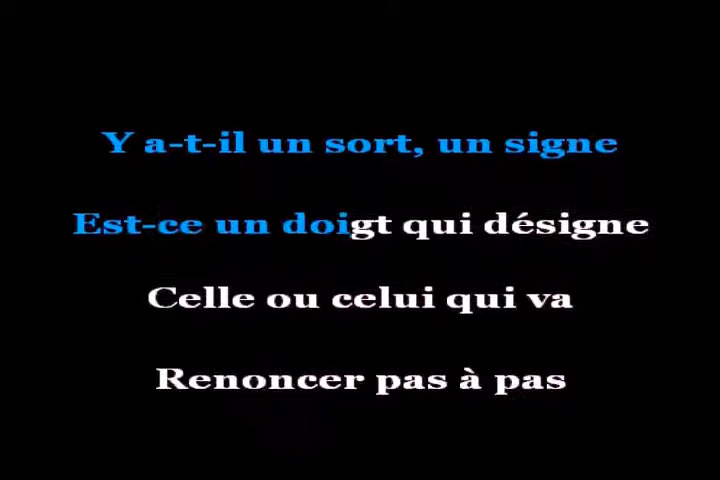 Y a-t-il un sort, un signe
Est-ce un doigt qui désigne
Celle ou celui qui va
Renoncer pas à pas